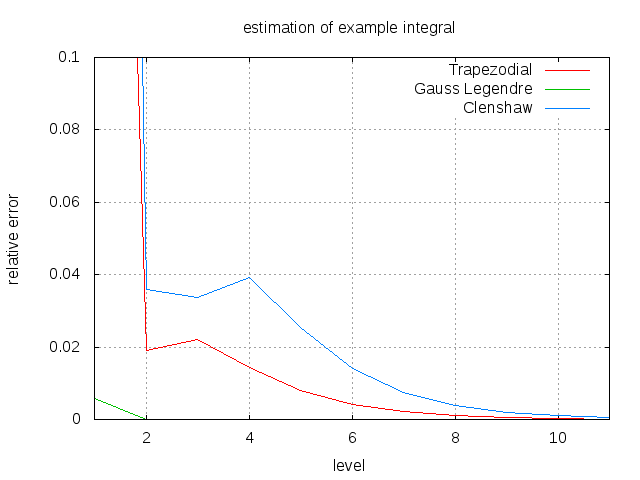 estimation of example integral
0.1
0.08
0.06
0.04
0.02
0
relative error
Trapezodial
Gauss Legendre
Clenshaw
2 4 6 8 10
level